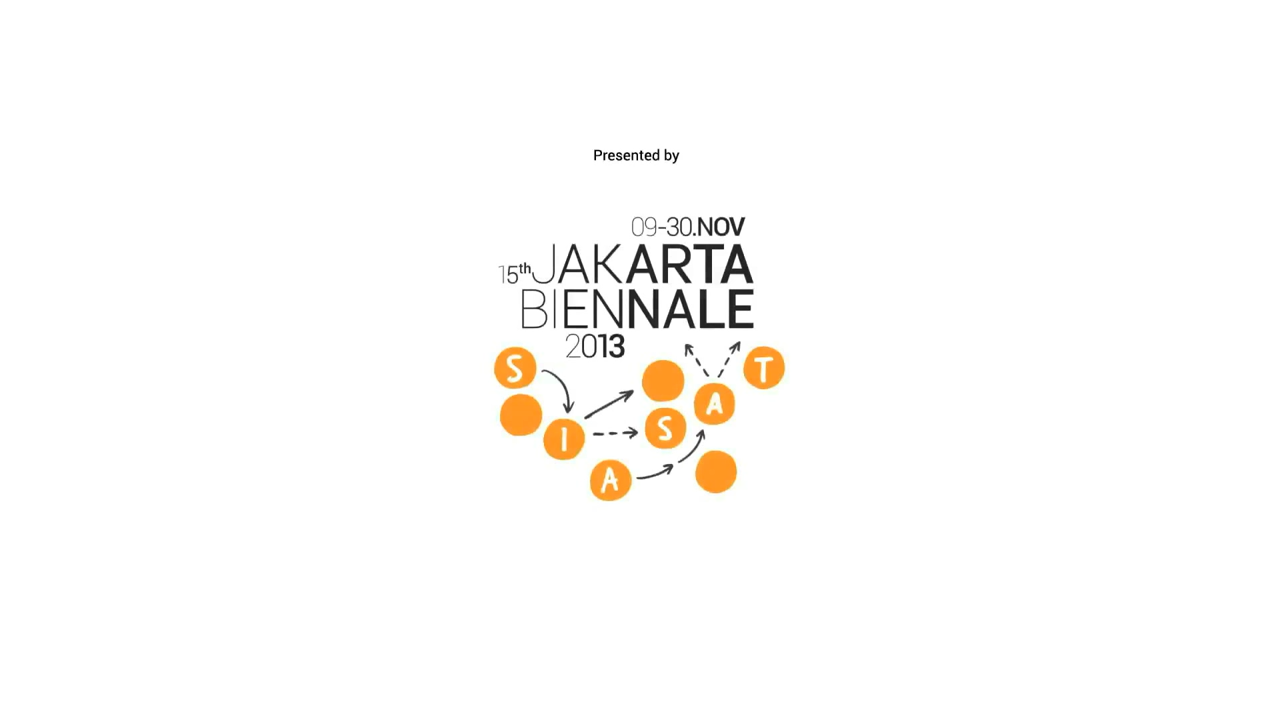 Presented by
09-30.NOV
15th JAKARTA
BIENNALE
2013
S I A S A T